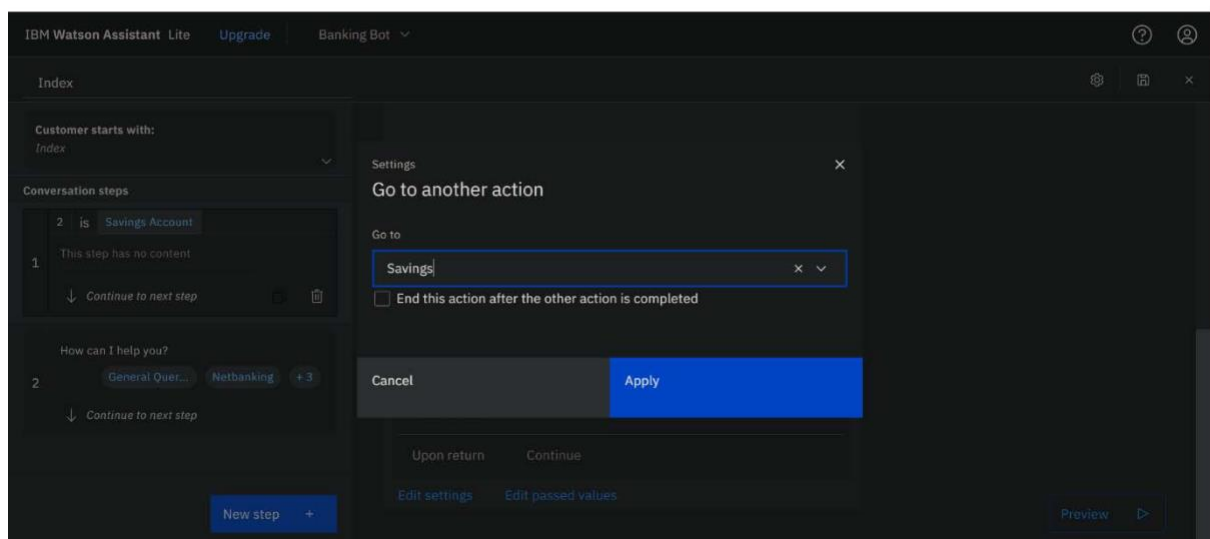 IBM Watson Assistant Lite Upgrade Banking Bot
Index
Customer starts with:
Index
Conversation steps
2 is Savings Account
1
This step has no content
Continue to next step
How can I help you?
2
General Quer... Netbanking + 3
Continue to next step
New step +
Settings
Go to another action
Go to
Savings
End this action after the other action is completed
Cancel Apply
Upon return Continue
Edit settings Edit passed values
Preview